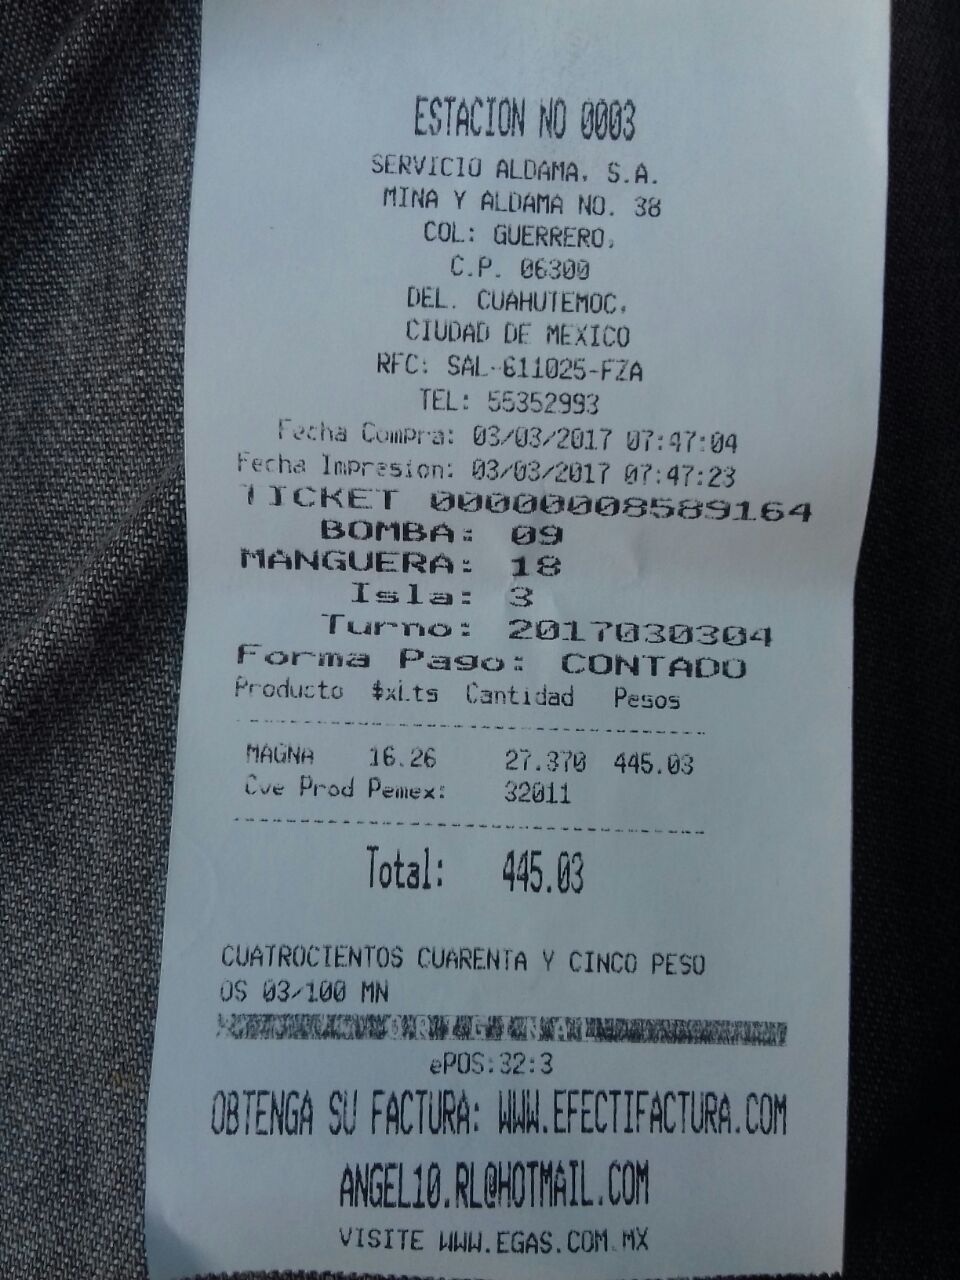 ESTACION NO 0003
SERVICIO ALDAMA, S.A.
MINA Y ALDAMA NO. 38
COL: GUERRERO,
C.P. 06300
DEL. CUAHUTEMOC,
CIUDAD DE MEXICO
RFC: SAL-611025-FZA
TEL: 55352993
Fecha Compra: 03/03/2017 07:47:04
Fecha Impresion: 03/03/2017 07:47:23
TICKET 00000008589164
BOMBA: 09
MANGUERA: 18
Isla: 3
Turno: 2017030304
Forma Pago: CONTADO
Producto $xLts Cantidad Pesos
MAGNA 16.26 27.370 445.03
Cve Prod Pemex: 32011
Total: 445.03
CUATROCIENTOS CUARENTA Y CINCO PESO
OS 03/100 MN
ORIGINAL
ePOS:32:3
OBTENGA SU FACTURA: WWW.EFECTIFACTURA.COM
ANGEL10.RL@HOTMAIL.COM
VISITE WWW.EGAS.COM.MX